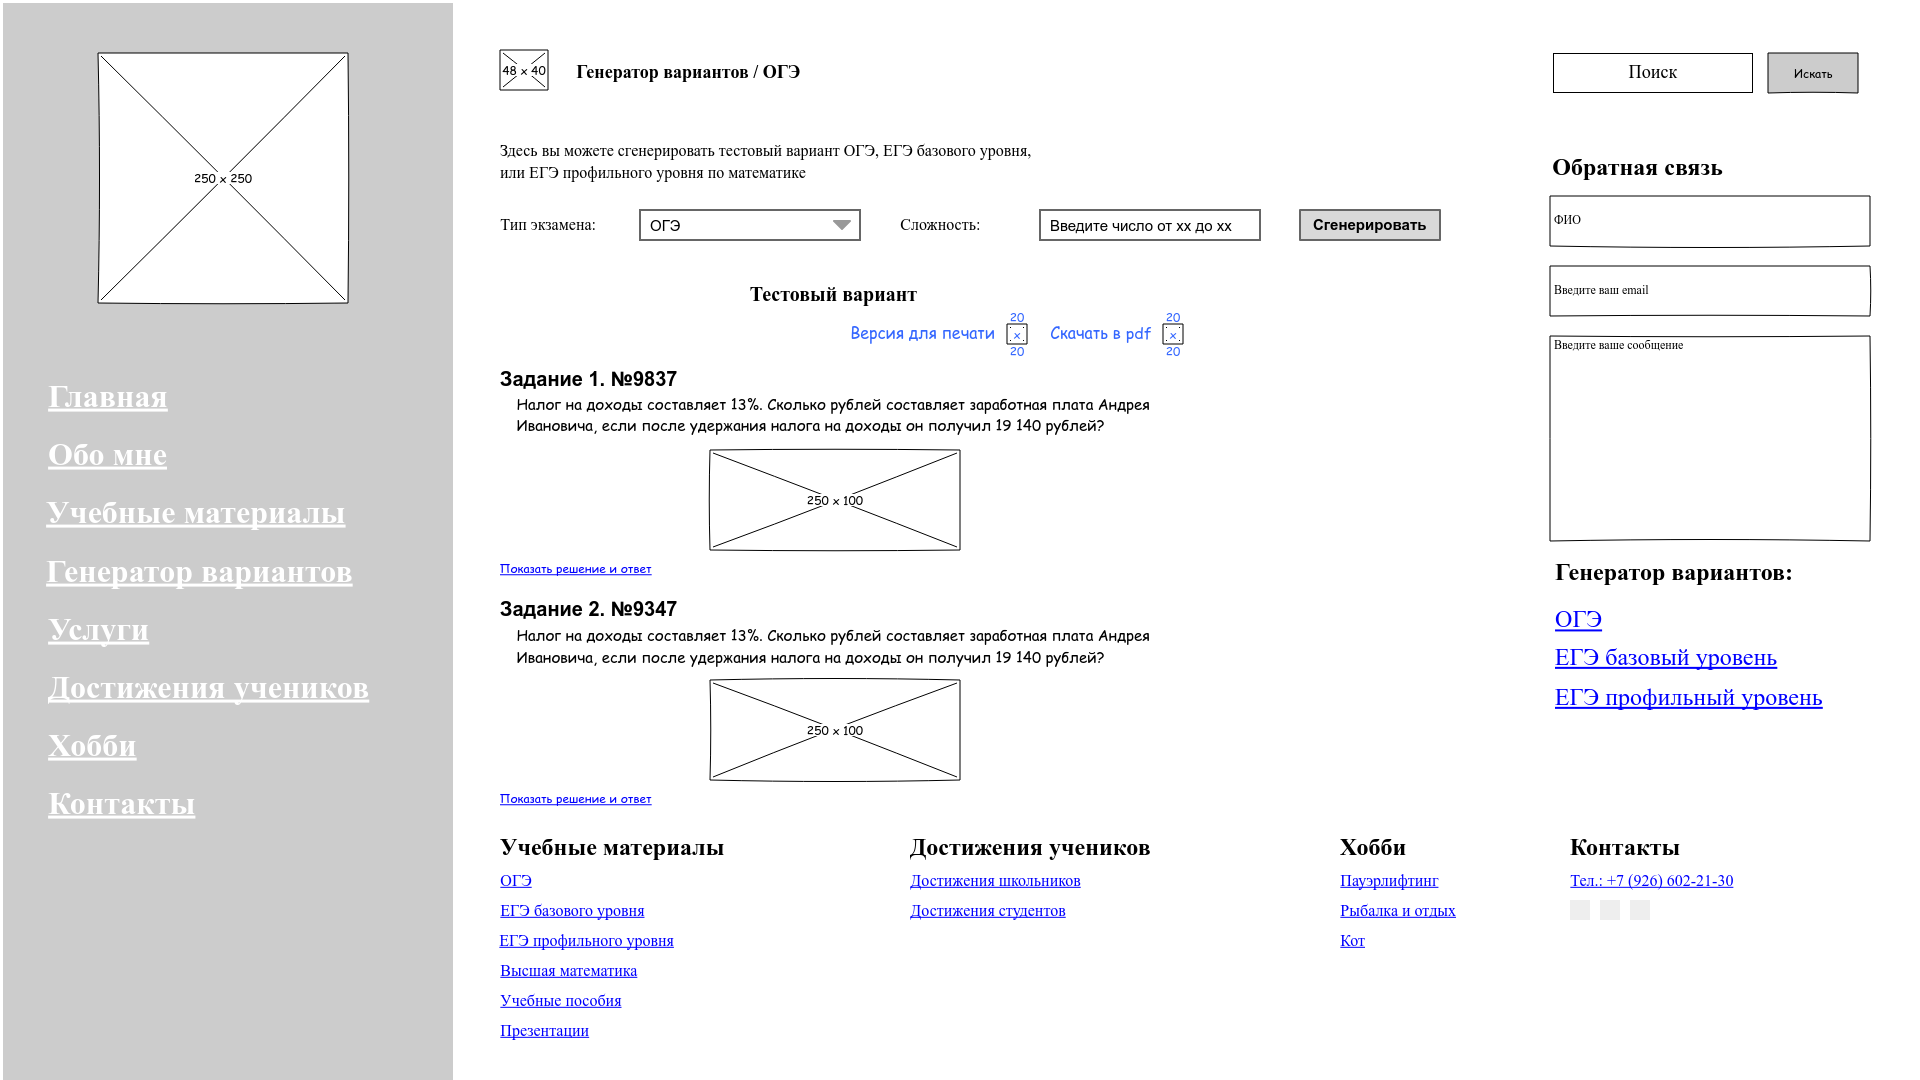 250 x 250
Главная
Обо мне
Учебные материалы
Генератор вариантов
Услуги
Достижения учеников
Хобби
Контакты
48 x 40
Генератор вариантов / ОГЭ
Поиск
Искать
Здесь вы можете сгенерировать тестовый вариант ОГЭ, ЕГЭ базового уровня,
или ЕГЭ профильного уровня по математике
Тип экзамена:
ОГЭ
Сложность:
Введите число от xx до xx
Сгенерировать
Тестовый вариант
Версия для печати
20
x
20
Скачать в pdf
20
x
20
Задание 1. №9837
Налог на доходы составляет 13%. Сколько рублей составляет заработная плата Андрея
Ивановича, если после удержания налога на доходы он получил 19 140 рублей?
250 x 100
Показать решение и ответ
Задание 2. №9347
Налог на доходы составляет 13%. Сколько рублей составляет заработная плата Андрея
Ивановича, если после удержания налога на доходы он получил 19 140 рублей?
250 x 100
Показать решение и ответ
Обратная связь
ФИО
Введите ваш email
Введите ваше сообщение
Генератор вариантов:
ОГЭ
ЕГЭ базовый уровень
ЕГЭ профильный уровень
Учебные материалы
ОГЭ
ЕГЭ базового уровня
ЕГЭ профильного уровня
Высшая математика
Учебные пособия
Презентации
Достижения учеников
Достижения школьников
Достижения студентов
Хобби
Пауэрлифтинг
Рыбалка и отдых
Кот
Контакты
Тел.: +7 (926) 602-21-30